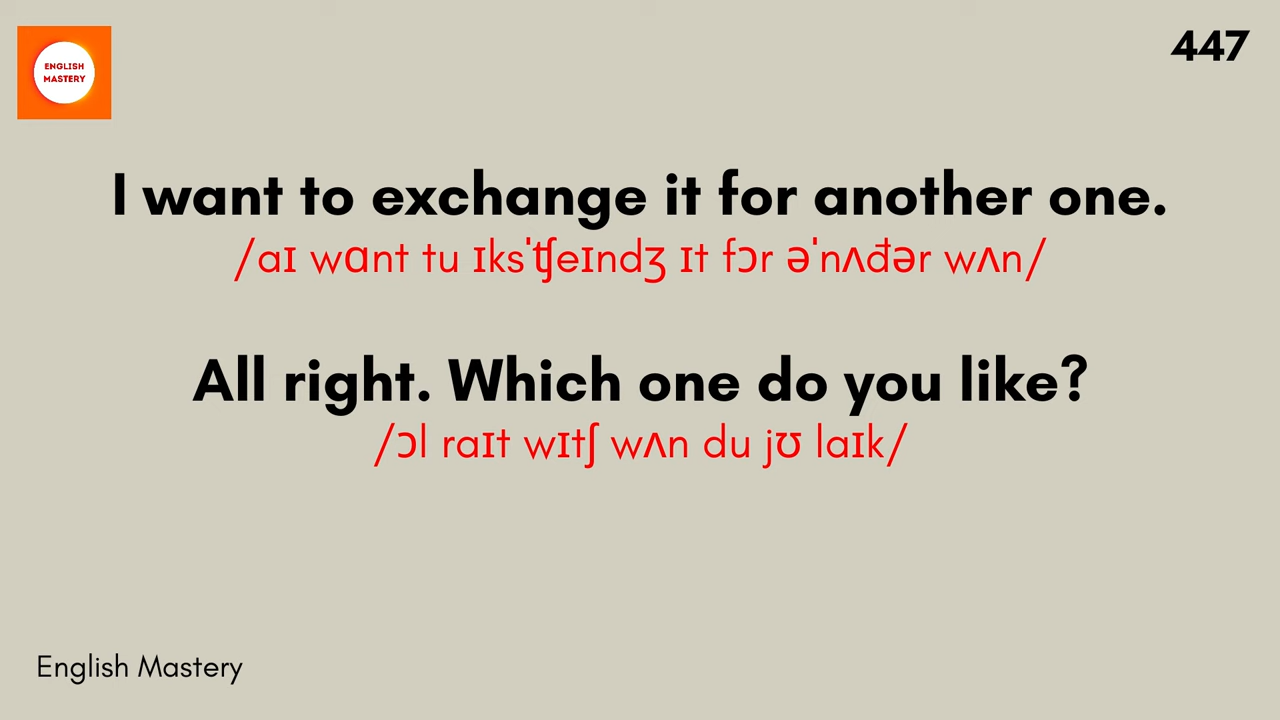 ENGLISH
MASTERY
447
I want to exchange it for another one.
/aɪ wɑnt tu ɪksˈʧeɪnʤ ɪt fɔr əˈnʌđər wʌn/
All right. Which one do you like?
/ɔl raɪt wɪtʃ wʌn du jʊ laɪk/
English Mastery